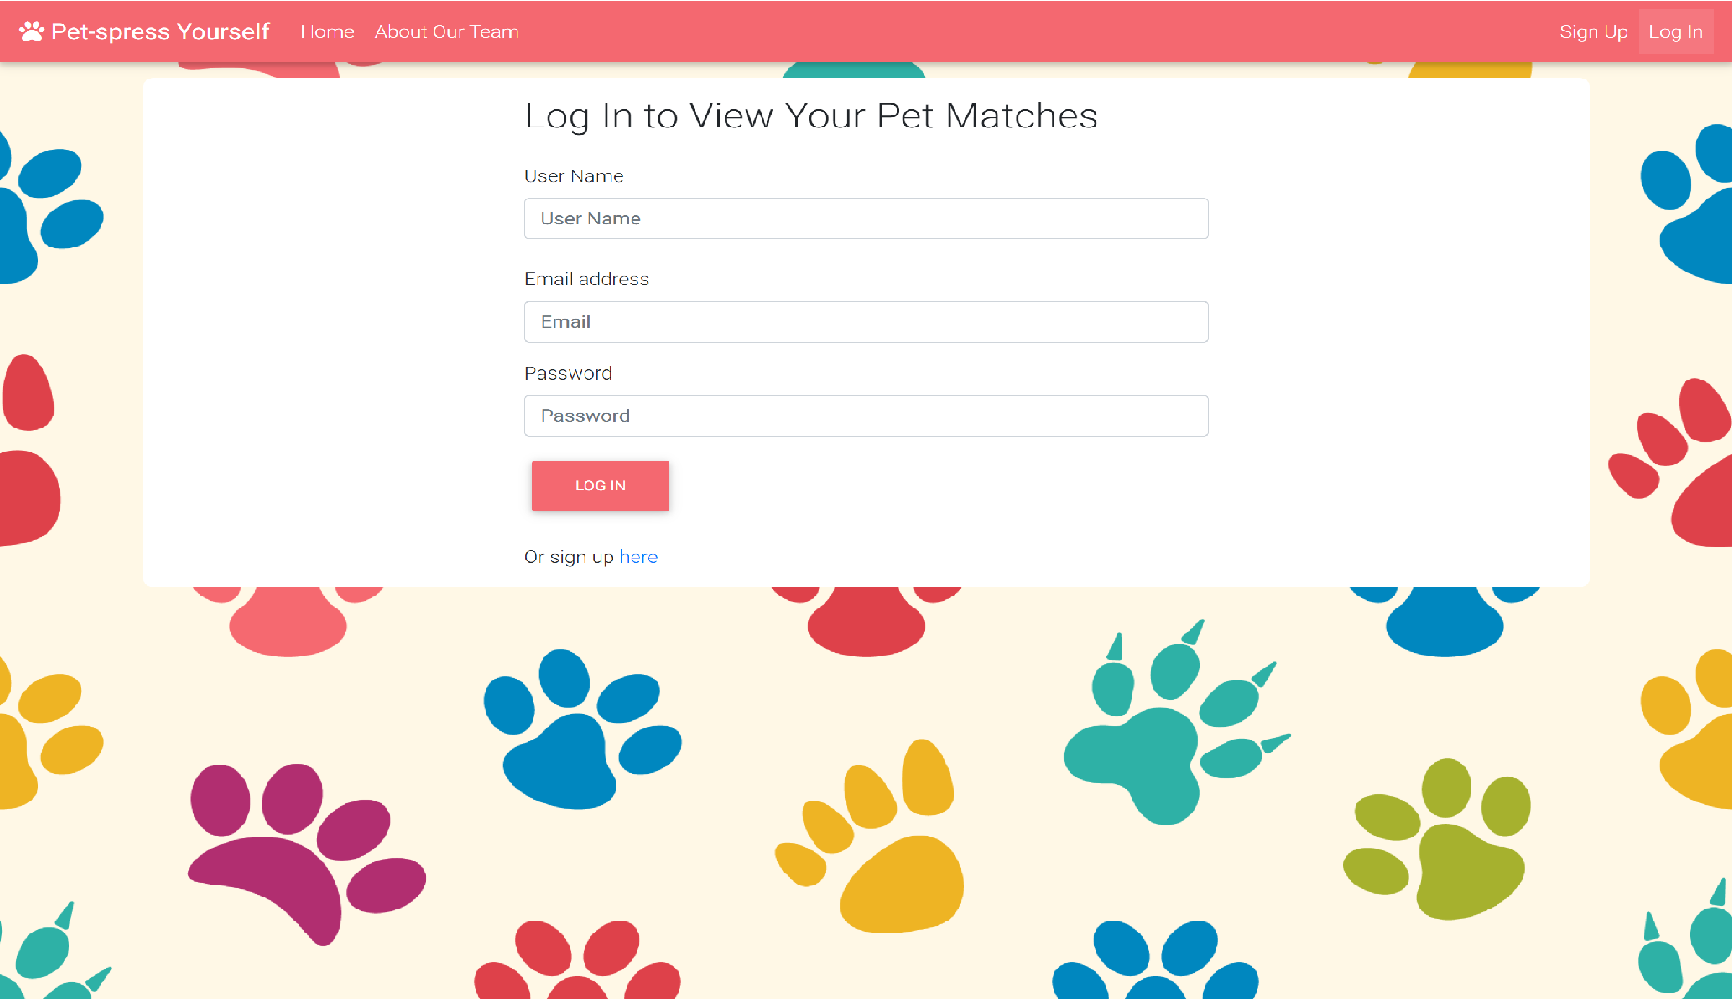 Pet-spress Yourself Home About Our Team Sign Up Log In
Log In to View Your Pet Matches
User Name
User Name
Email address
Email
Password
Password
LOG IN
Or sign up here